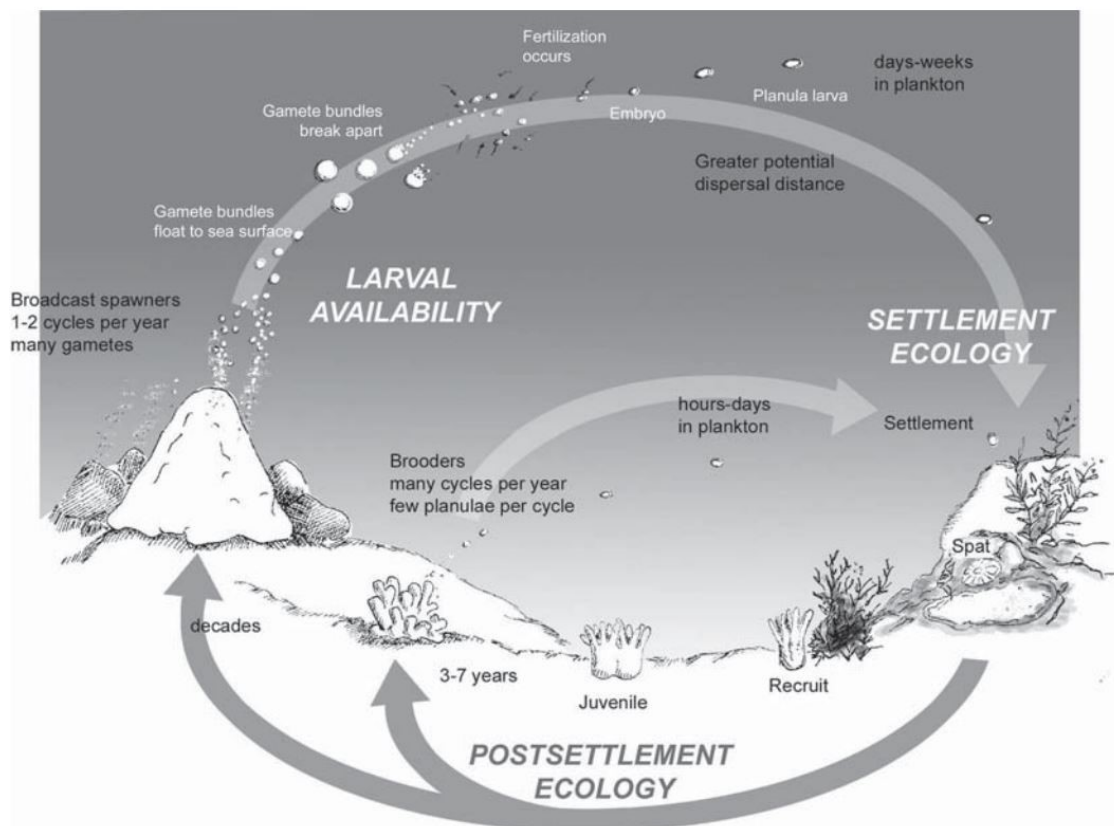 Fertilization
occurs
days-weeks
in plankton
Planula larva
Embryo
Gamete bundles
break apart
Greater potential
dispersal distance
Gamete bundles
float to sea surface
LARVAL
AVAILABILITY
Broadcast spawners
1-2 cycles per year
many gametes
SETTLEMENT
ECOLOGY
hours-days
in plankton
Settlement
Brooders
many cycles per year
few planulae per cycle
Spat
decades
3-7 years
Juvenile
Recruit
POSTSETTLEMENT
ECOLOGY